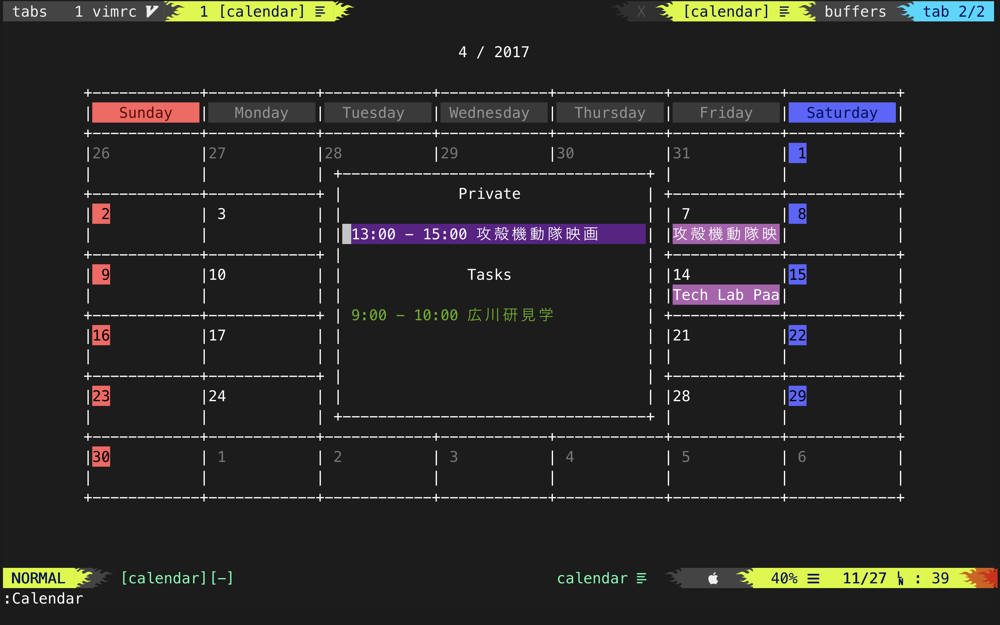 tabs 1 vimrc 1 [calendar] X [calendar] buffers tab 2/2
4 / 2017
Sunday Monday Tuesday Wednesday Thursday Friday Saturday
26 27 28 29 30 31 1
Private
2 3 7 8
13:00 - 15:00 攻殻機動隊映画 攻殻機動隊映
9 10 Tasks 14 15
Tech Lab Paa
9:00 - 10:00 広川研見学
16 17 21 22
23 24 28 29
30 1 2 3 4 5 6
NORMAL [calendar][-] calendar 40% 11/27 LN : 39
:Calendar